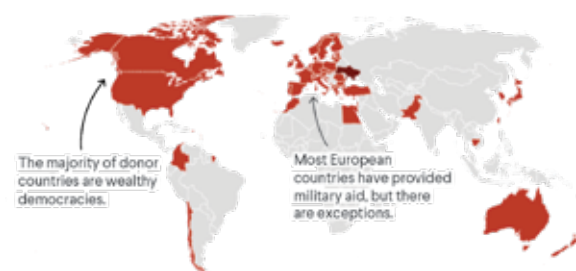 The majority of donor
countries are wealthy
democracies.
Most European
countries have provided
military aid, but there
are exceptions.